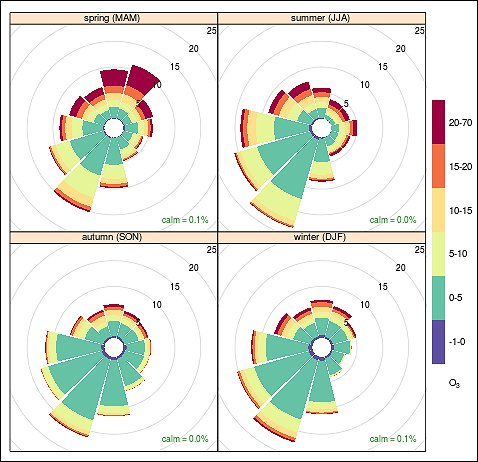 spring (MAM)
summer (JJA)
25
20
15
10
5
calm = 0.1%
25
20
15
10
5
calm = 0.0%
autumn (SON)
winter (DJF)
25
20
15
10
5
calm = 0.0%
25
20
15
10
5
calm = 0.1%
20-70
15-20
10-15
5-10
0-5
-1-0
O₃